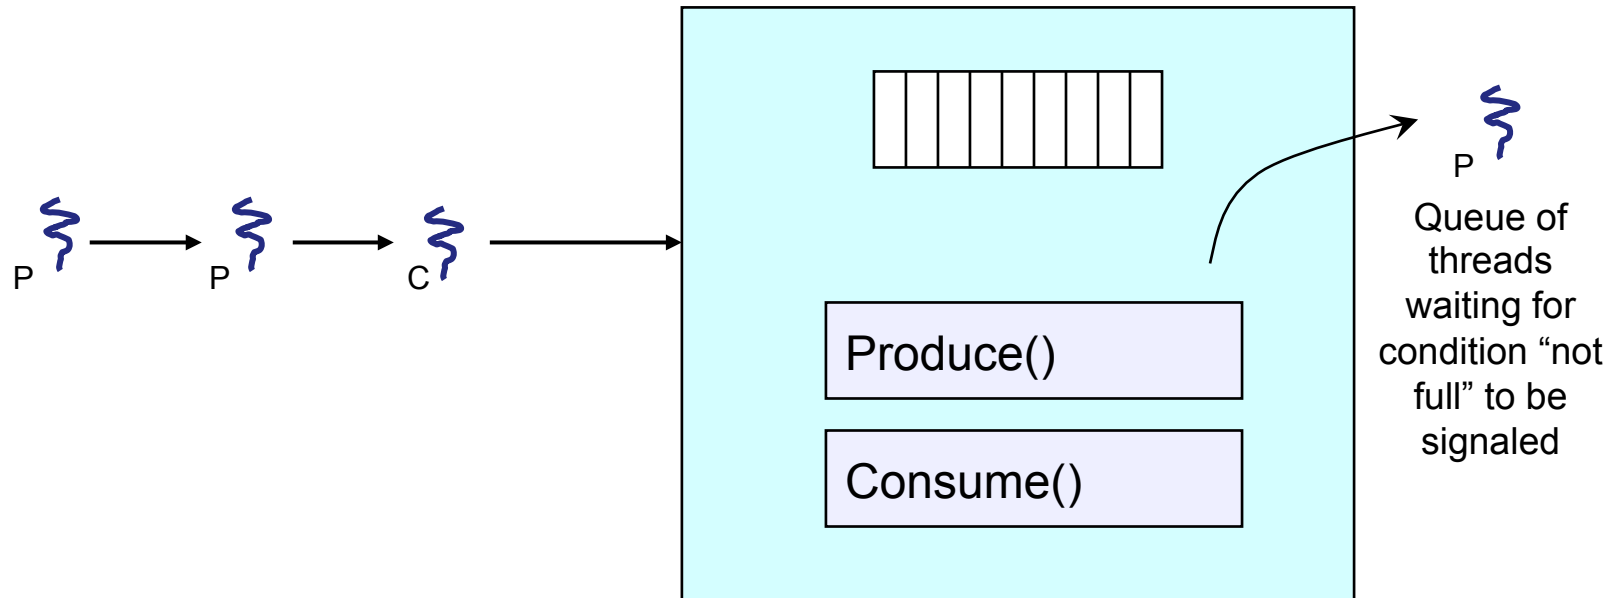 P
P
C
Produce()
Consume()
P
Queue of
threads
waiting for
condition “not
full” to be
signaled